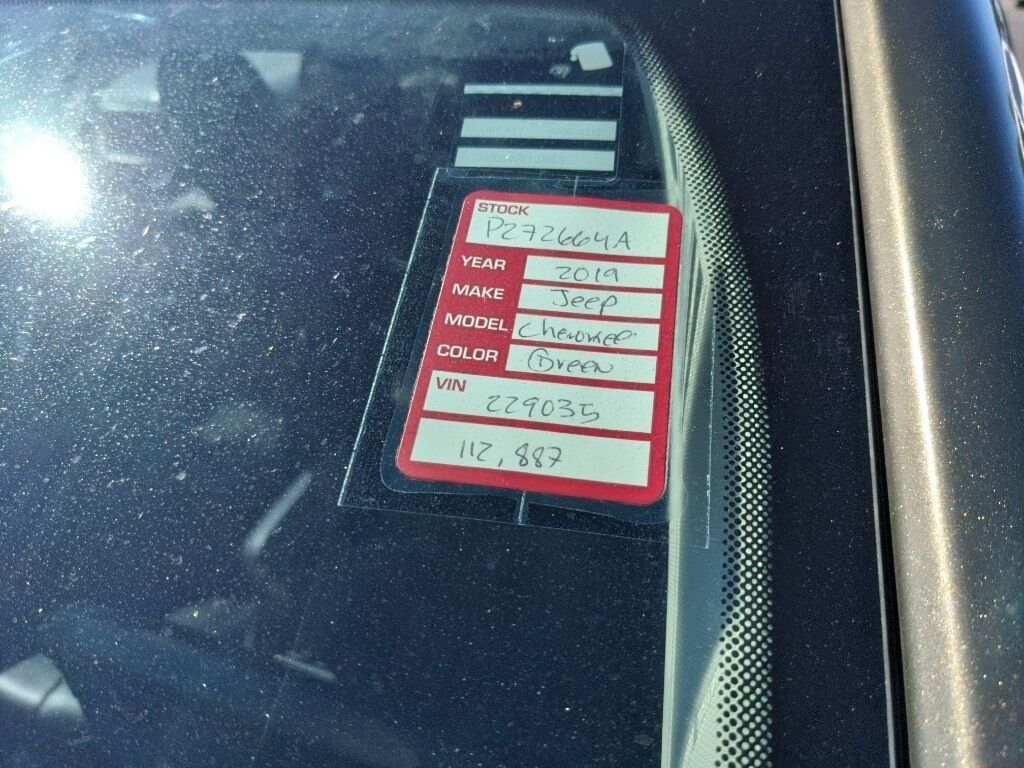 STOCK
P272664A
YEAR 2019
MAKE Jeep
MODEL Cherokee
COLOR Green
VIN
229035
112,887